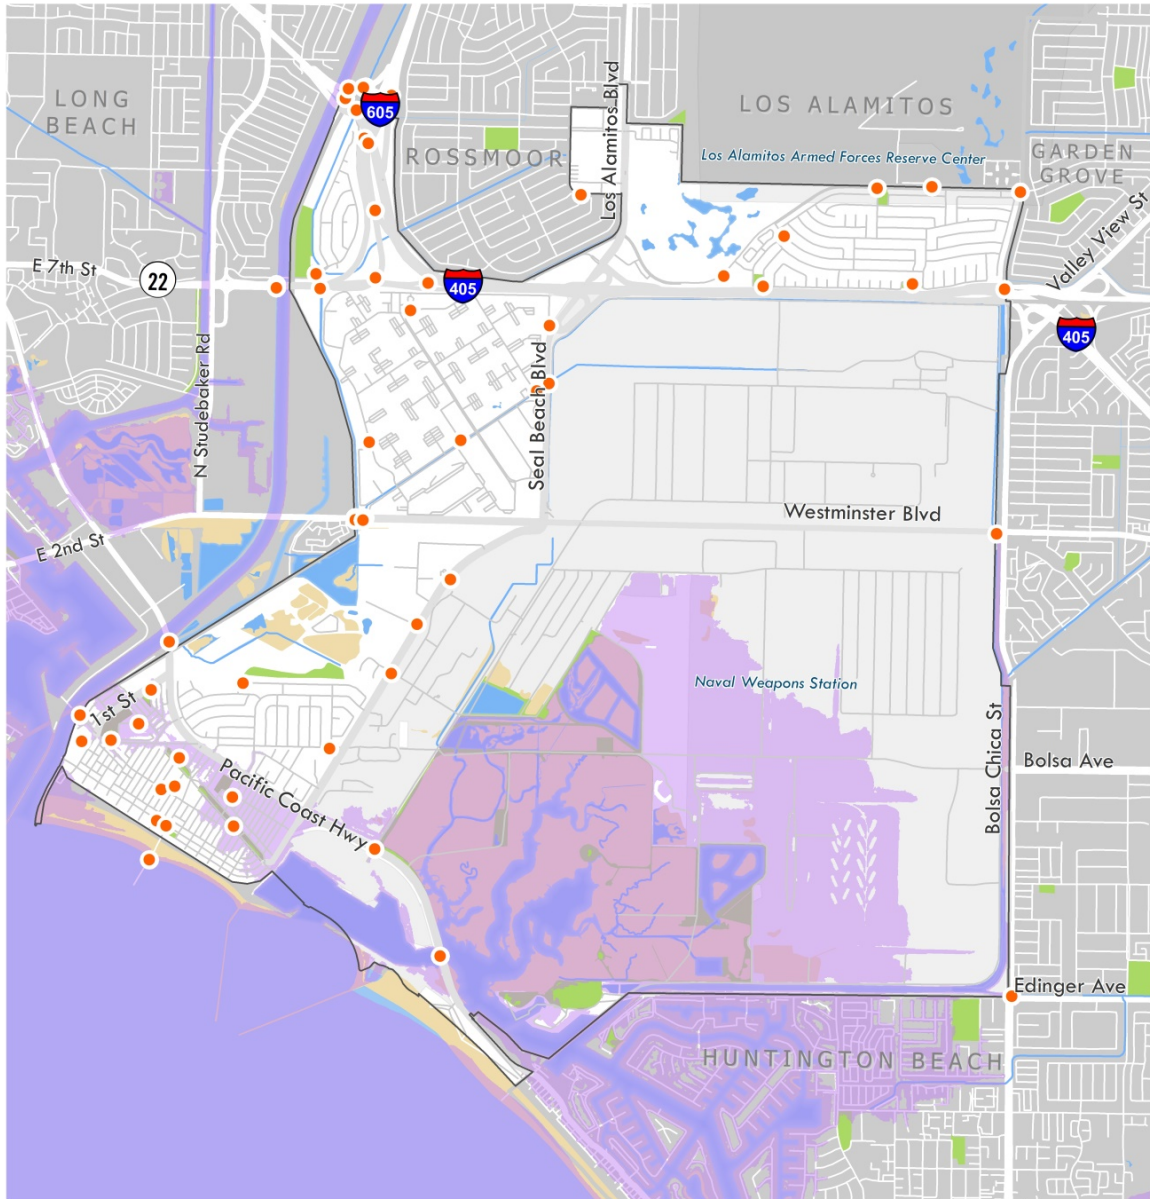 LONG
BEACH
605
ROSSMOOR
Los Alamitos Blvd
LOS ALAMITOS
Los Alamitos Armed Forces Reserve Center
GARDEN
GROVE
Valley View St
E 7th St
22
405
405
N Studebaker Rd
Seal Beach Blvd
Westminster Blvd
E 2nd St
Naval Weapons Station
1st St
Pacific Coast Hwy
Bolsa Chica St
Bolsa Ave
Edinger Ave
HUNTINGTON BEACH